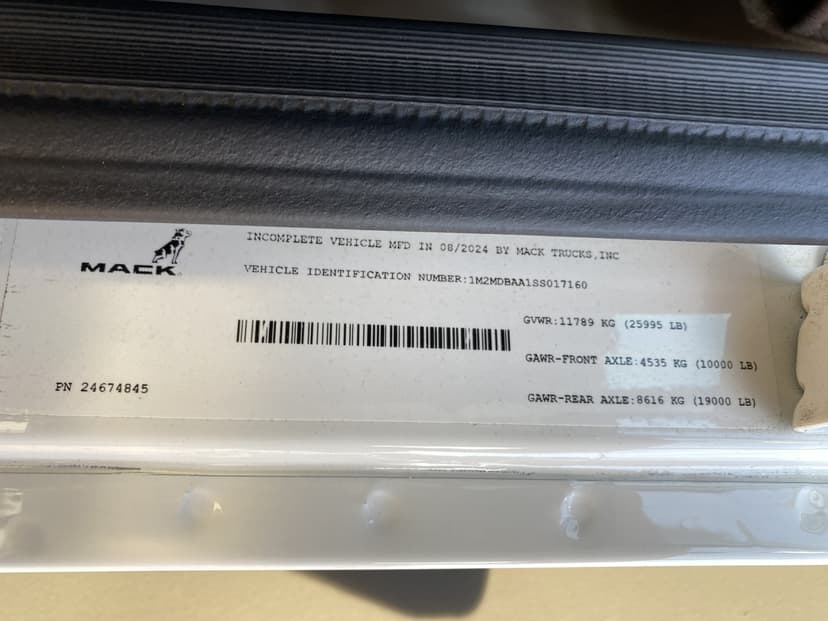 INCOMPLETE VEHICLE MFD IN 08/2024 BY MACK TRUCKS,INC
MACK
VEHICLE IDENTIFICATION NUMBER:1M2MDBAA1SS017160
GVWR:11789 KG (25995 LB)
GAWR-FRONT AXLE:4535 KG (10000 LB)
PN 24674845
GAWR-REAR AXLE:8616 KG (19000 LB)